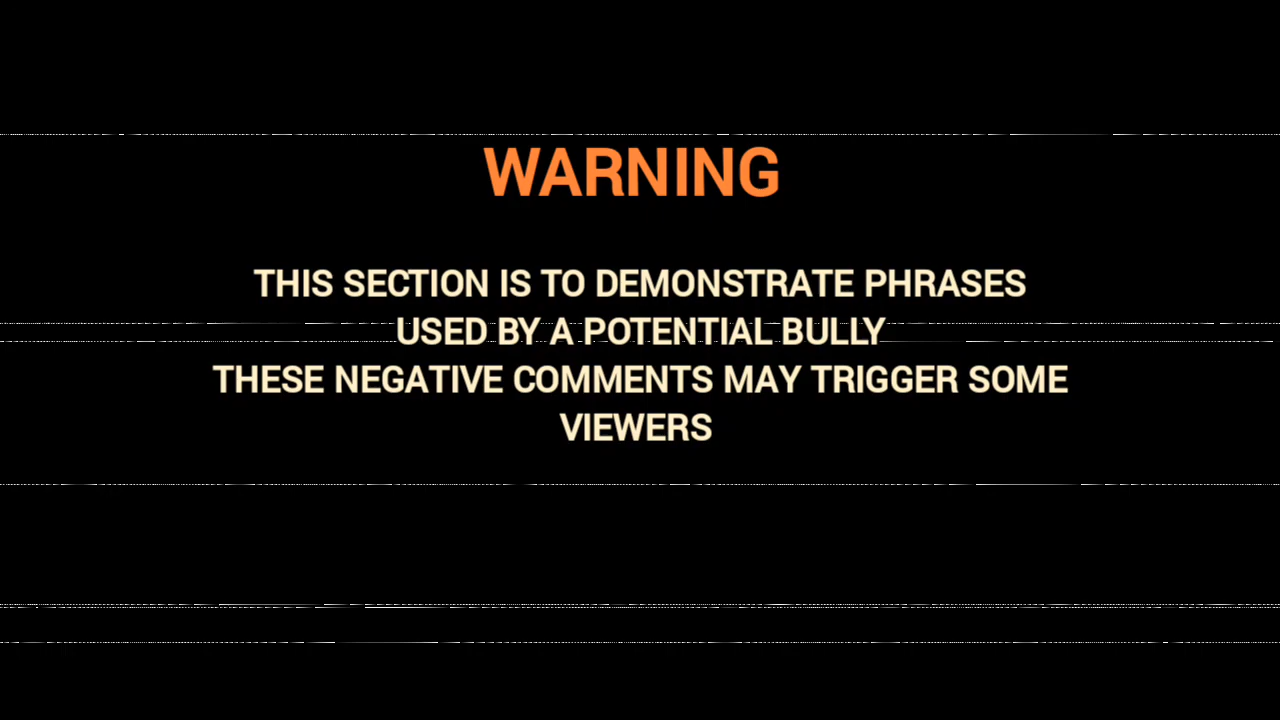 WARNING
THIS SECTION IS TO DEMONSTRATE PHRASES
USED BY A POTENTIAL BULLY
THESE NEGATIVE COMMENTS MAY TRIGGER SOME
VIEWERS